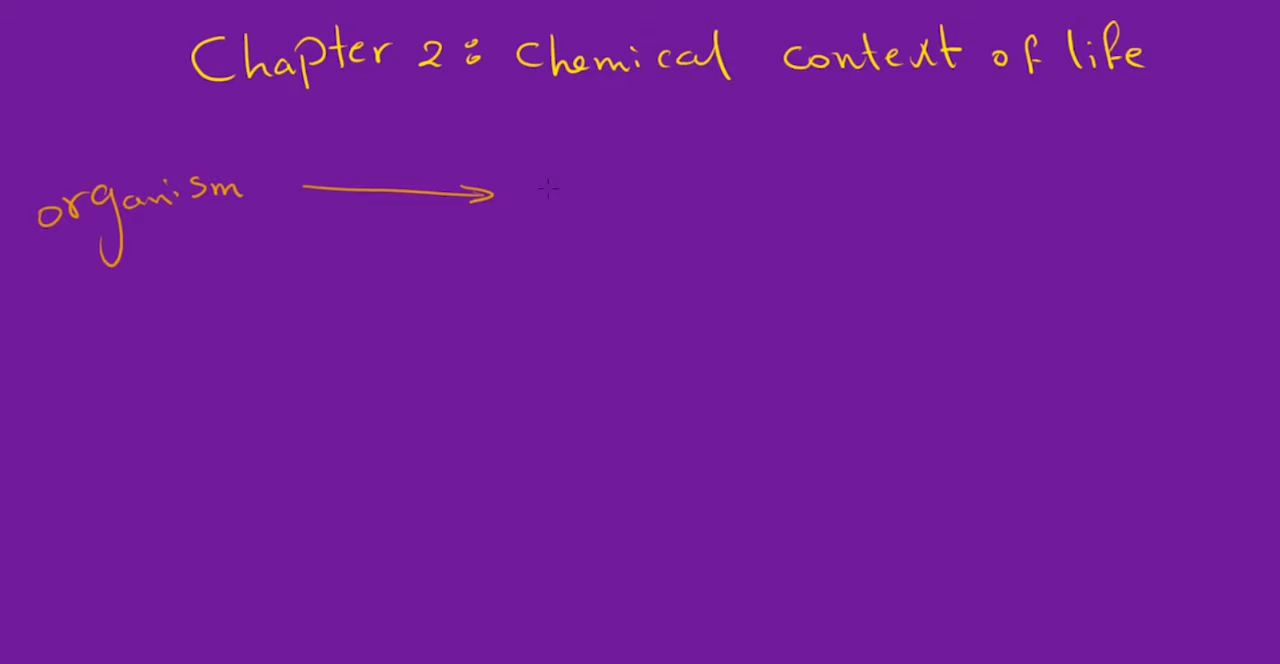 Chapter 2: Chemical context of life
organism →